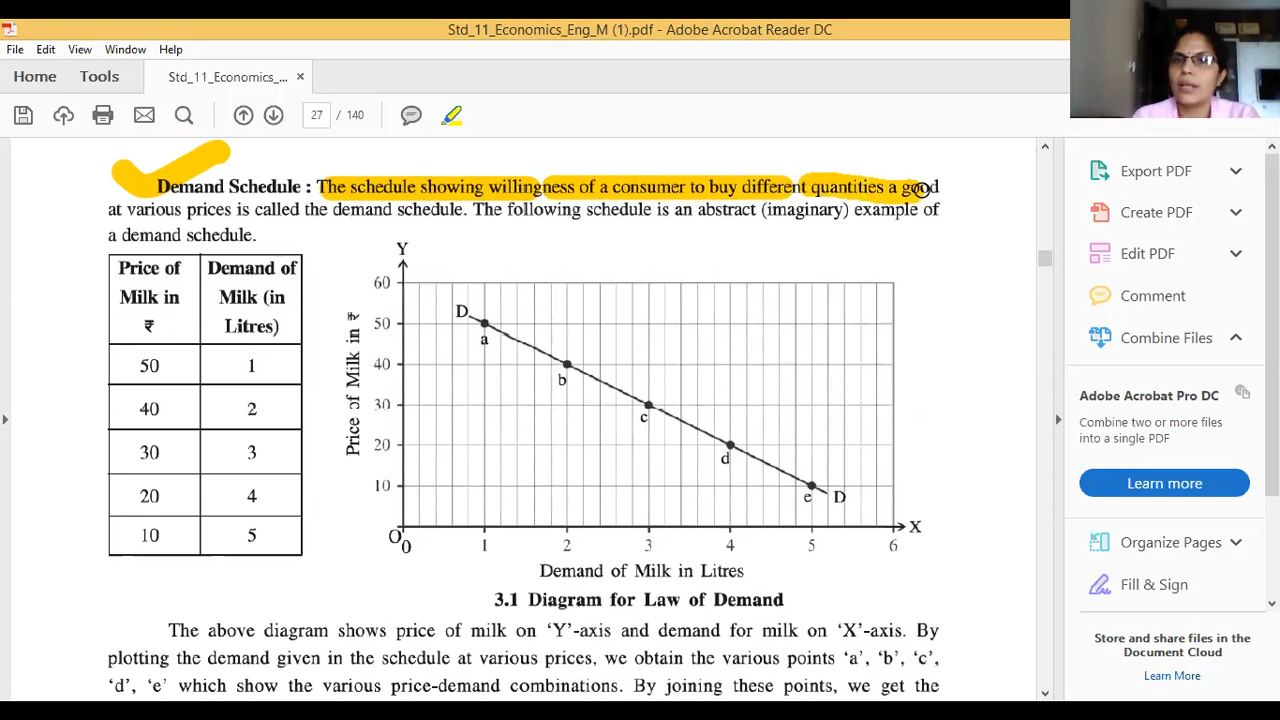 Std_11_Economics_Eng_M (1).pdf - Adobe Acrobat Reader DC
File Edit View Window Help
Home Tools Std_11_Economics_... ×
27 / 140
Demand Schedule : The schedule showing willingness of a consumer to buy different quantities a good
at various prices is called the demand schedule. The following schedule is an abstract (imaginary) example of
a demand schedule.
Price of Milk in ₹ Demand of Milk (in Litres)
50 1
40 2
30 3
20 4
10 5
Y
60
50
40
30
20
10
O
Price of Milk in ₹
D
a
b
c
d
e
D
X
0 1 2 3 4 5 6
Demand of Milk in Litres
3.1 Diagram for Law of Demand
The above diagram shows price of milk on ‘Y’-axis and demand for milk on ‘X’-axis. By
plotting the demand given in the schedule at various prices, we obtain the various points ‘a’, ‘b’, ‘c’,
‘d’, ‘e’ which show the various price-demand combinations. By joining these points, we get the
Export PDF
Create PDF
Edit PDF
Comment
Combine Files
Adobe Acrobat Pro DC
Combine two or more files
into a single PDF
Learn more
Organize Pages
Fill & Sign
Store and share files in the
Document Cloud
Learn More